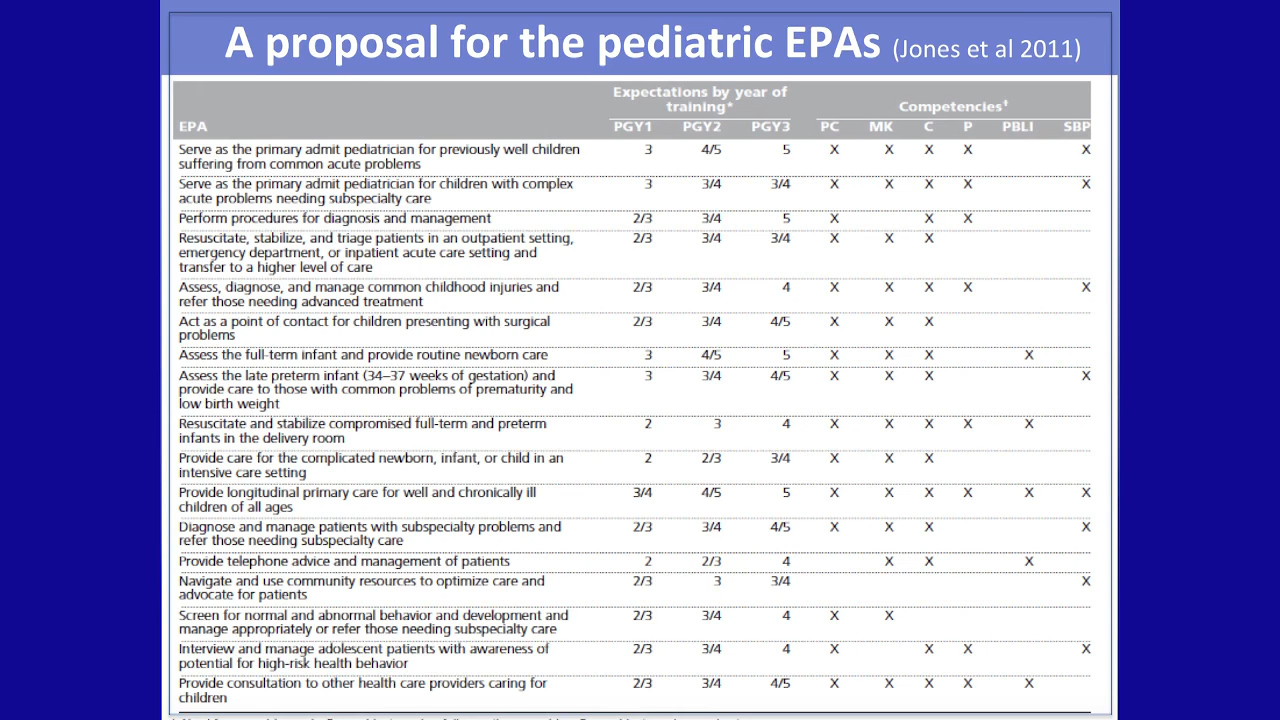 A proposal for the pediatric EPAs (Jones et al 2011)
Expectations by year of
training* Competencies†
EPA PGY1 PGY2 PGY3 PC MK C P PBLI SBP
Serve as the primary admit pediatrician for previously well children 3 4/5 5 X X X X X
suffering from common acute problems
Serve as the primary admit pediatrician for children with complex 3 3/4 3/4 X X X X X
acute problems needing subspecialty care
Perform procedures for diagnosis and management 2/3 3/4 5 X X X
Resuscitate, stabilize, and triage patients in an outpatient setting, 2/3 3/4 3/4 X X X
emergency department, or inpatient acute care setting and
transfer to a higher level of care
Assess, diagnose, and manage common childhood injuries and 2/3 3/4 4 X X X X X
refer those needing advanced treatment
Act as a point of contact for children presenting with surgical 2/3 3/4 4/5 X X X
problems
Assess the full-term infant and provide routine newborn care 3 4/5 5 X X X X
Assess the late preterm infant (34–37 weeks of gestation) and 3 3/4 4/5 X X X X
provide care to those with common problems of prematurity and
low birth weight
Resuscitate and stabilize compromised full-term and preterm 2 3 4 X X X X X
infants in the delivery room
Provide care for the complicated newborn, infant, or child in an 2 2/3 3/4 X X X
intensive care setting
Provide longitudinal primary care for well and chronically ill 3/4 4/5 5 X X X X X X
children of all ages
Diagnose and manage patients with subspecialty problems and 2/3 3/4 4/5 X X X X
refer those needing subspecialty care
Provide telephone advice and management of patients 2 2/3 4 X X X
Navigate and use community resources to optimize care and 2/3 3 3/4 X
advocate for patients
Screen for normal and abnormal behavior and development and 2/3 3/4 4 X X
manage appropriately or refer those needing subspecialty care
Interview and manage adolescent patients with awareness of 2/3 3/4 4 X X X X
potential for high-risk health behavior
Provide consultation to other health care providers caring for 2/3 3/4 4/5 X X X X X
children